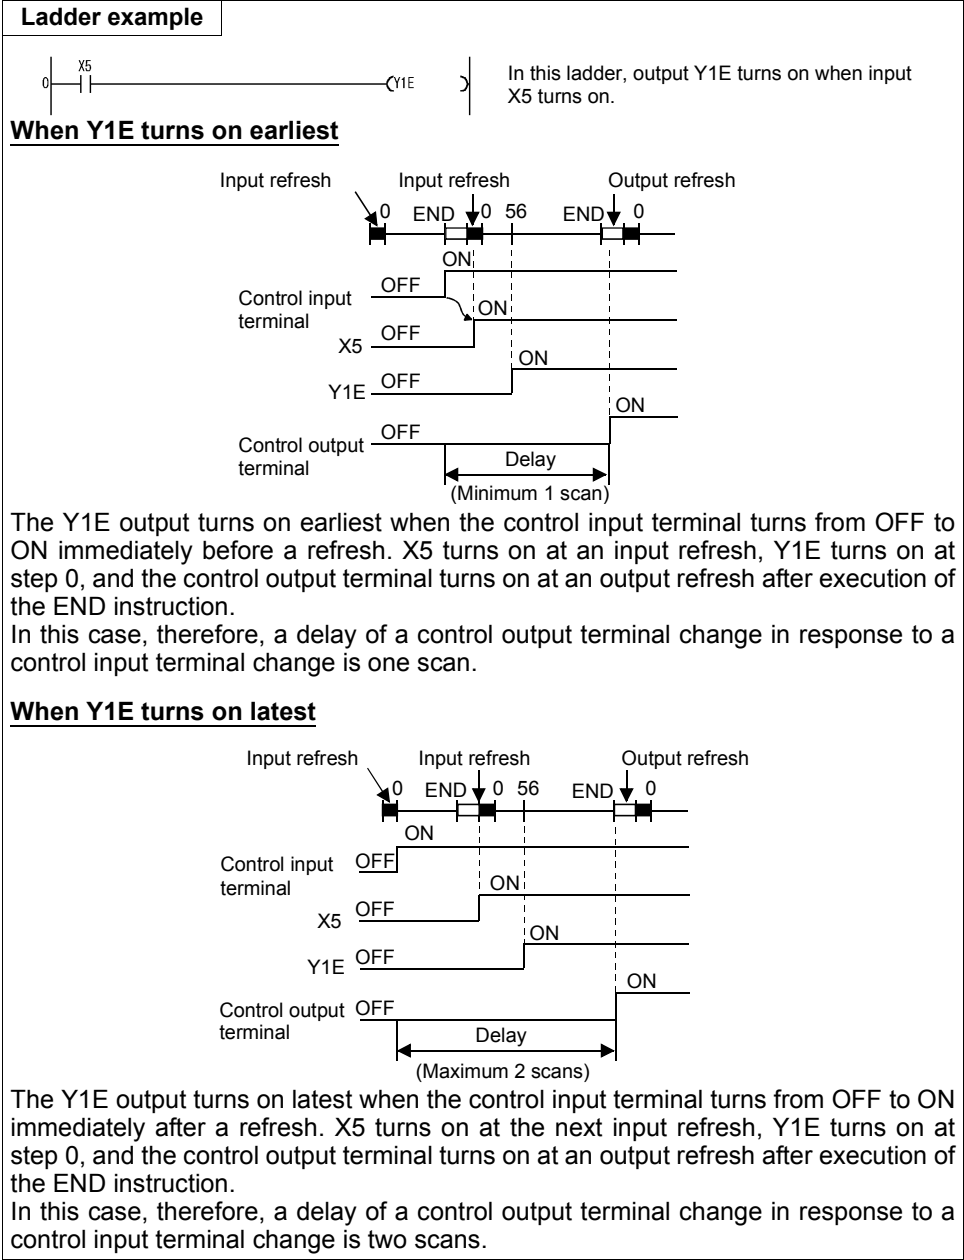 Ladder example
X5
0
Y1E
In this ladder, output Y1E turns on when input
X5 turns on.
When Y1E turns on earliest
Input refresh Input refresh Output refresh
0 END 0 56 END 0
ON
OFF
Control input
terminal
ON
OFF
X5
ON
OFF
Y1E
ON
OFF
Control output
terminal
Delay
(Minimum 1 scan)
The Y1E output turns on earliest when the control input terminal turns from OFF to
ON immediately before a refresh. X5 turns on at an input refresh, Y1E turns on at
step 0, and the control output terminal turns on at an output refresh after execution of
the END instruction.
In this case, therefore, a delay of a control output terminal change in response to a
control input terminal change is one scan.
When Y1E turns on latest
Input refresh Input refresh Output refresh
0 END 0 56 END 0
ON
Control input OFF
terminal
ON
X5 OFF
ON
Y1E OFF
ON
Control output OFF
terminal
Delay
(Maximum 2 scans)
The Y1E output turns on latest when the control input terminal turns from OFF to ON
immediately after a refresh. X5 turns on at the next input refresh, Y1E turns on at
step 0, and the control output terminal turns on at an output refresh after execution of
the END instruction.
In this case, therefore, a delay of a control output terminal change in response to a
control input terminal change is two scans.